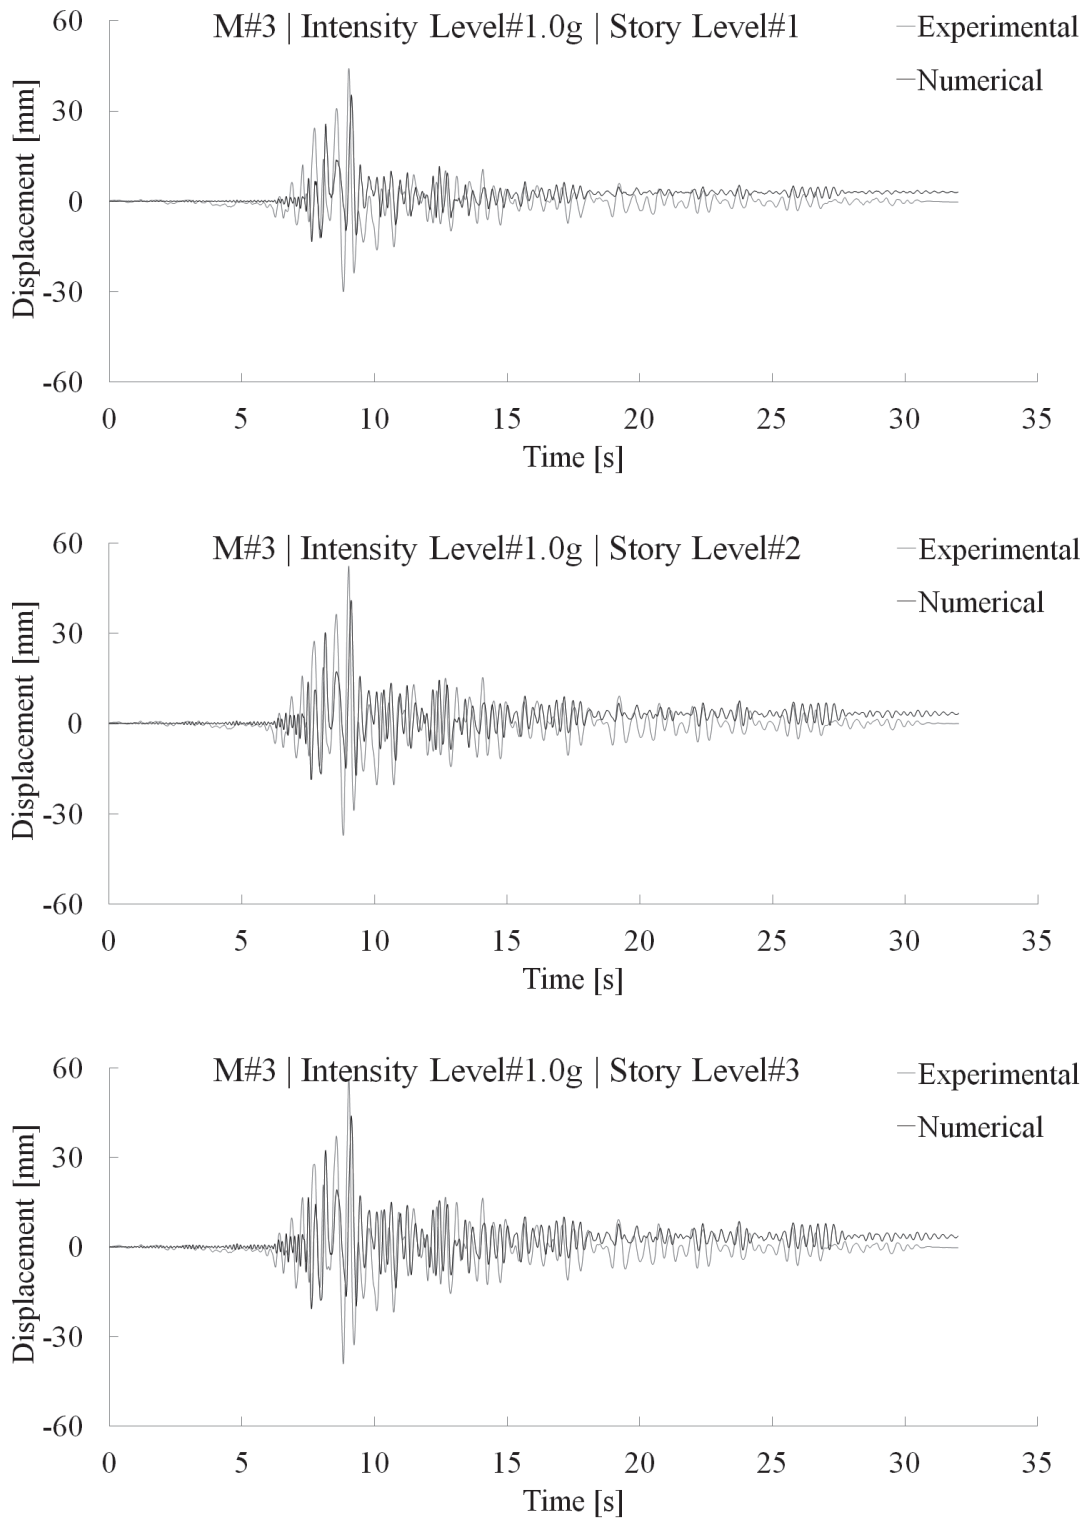 M#3 | Intensity Level#1.0g | Story Level#1
Experimental
Numerical
Displacement [mm]
60
30
0
-30
-60
0 5 10 15 20 25 30 35
Time [s]
M#3 | Intensity Level#1.0g | Story Level#2
Experimental
Numerical
Displacement [mm]
60
30
0
-30
-60
0 5 10 15 20 25 30 35
Time [s]
M#3 | Intensity Level#1.0g | Story Level#3
Experimental
Numerical
Displacement [mm]
60
30
0
-30
-60
0 5 10 15 20 25 30 35
Time [s]